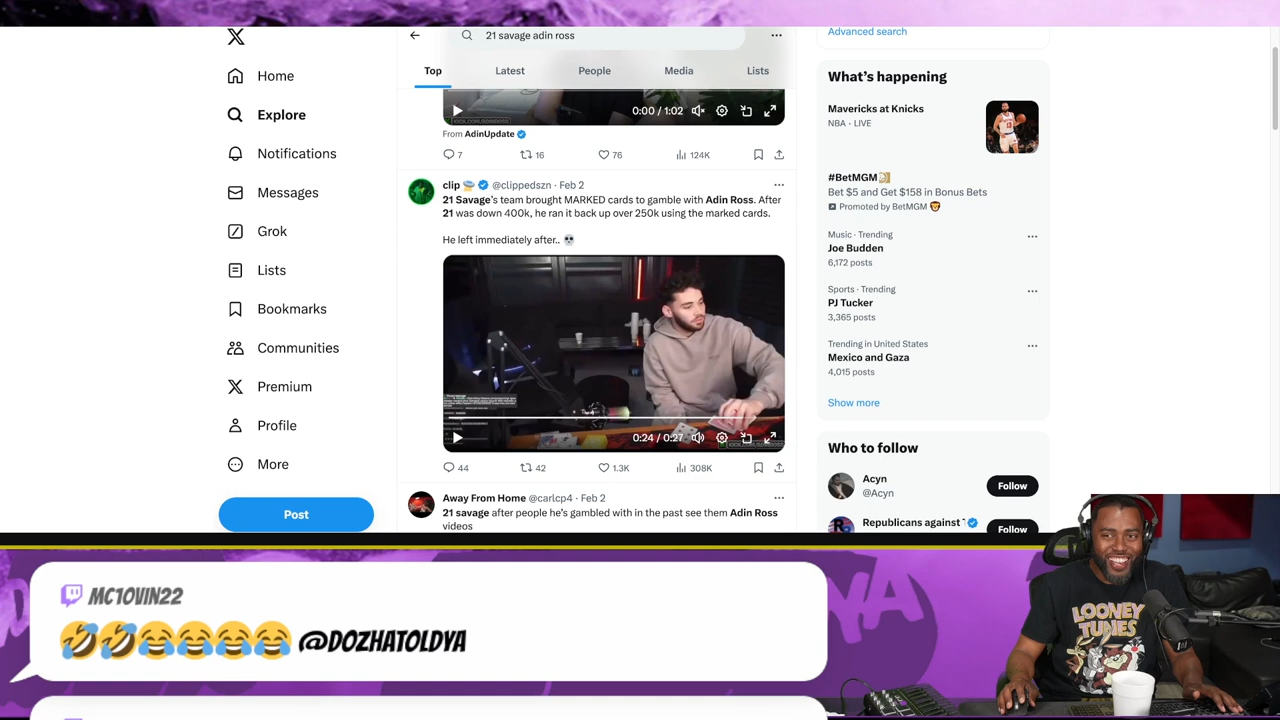 21 savage adin ross
Home
Explore
Notifications
Messages
Grok
Lists
Bookmarks
Communities
Premium
Profile
More
Post
Top
Latest
People
Media
Lists
0:00 / 1:02
From AdinUpdate
7
16
76
124K
clip @clippedszn · Feb 2
21 Savage's team brought MARKED cards to gamble with Adin Ross. After
21 was down 400k, he ran it back up over 250k using the marked cards.
He left immediately after..
0:24 / 0:27
44
42
1.3K
308K
Away From Home @carlcp4 · Feb 2
21 savage after people he's gambled with in the past see them Adin Ross
videos
Advanced search
What's happening
Mavericks at Knicks
NBA · LIVE
#BetMGM
Bet $5 and Get $158 in Bonus Bets
Promoted by BetMGM
Music · Trending
Joe Budden
6,172 posts
Sports · Trending
PJ Tucker
3,365 posts
Trending in United States
Mexico and Gaza
4,015 posts
Show more
Who to follow
Acyn
@Acyn
Follow
Republicans against
Follow
MC10VIN22
@DOZHATOLDYA
LOONEY
TUNES